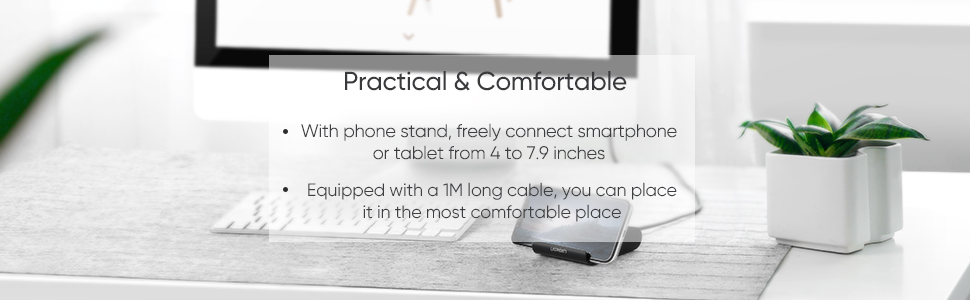 Practical & Comfortable
• With phone stand, freely connect smartphone
or tablet from 4 to 7.9 inches
• Equipped with a 1M long cable, you can place
it in the most comfortable place
UGREEN